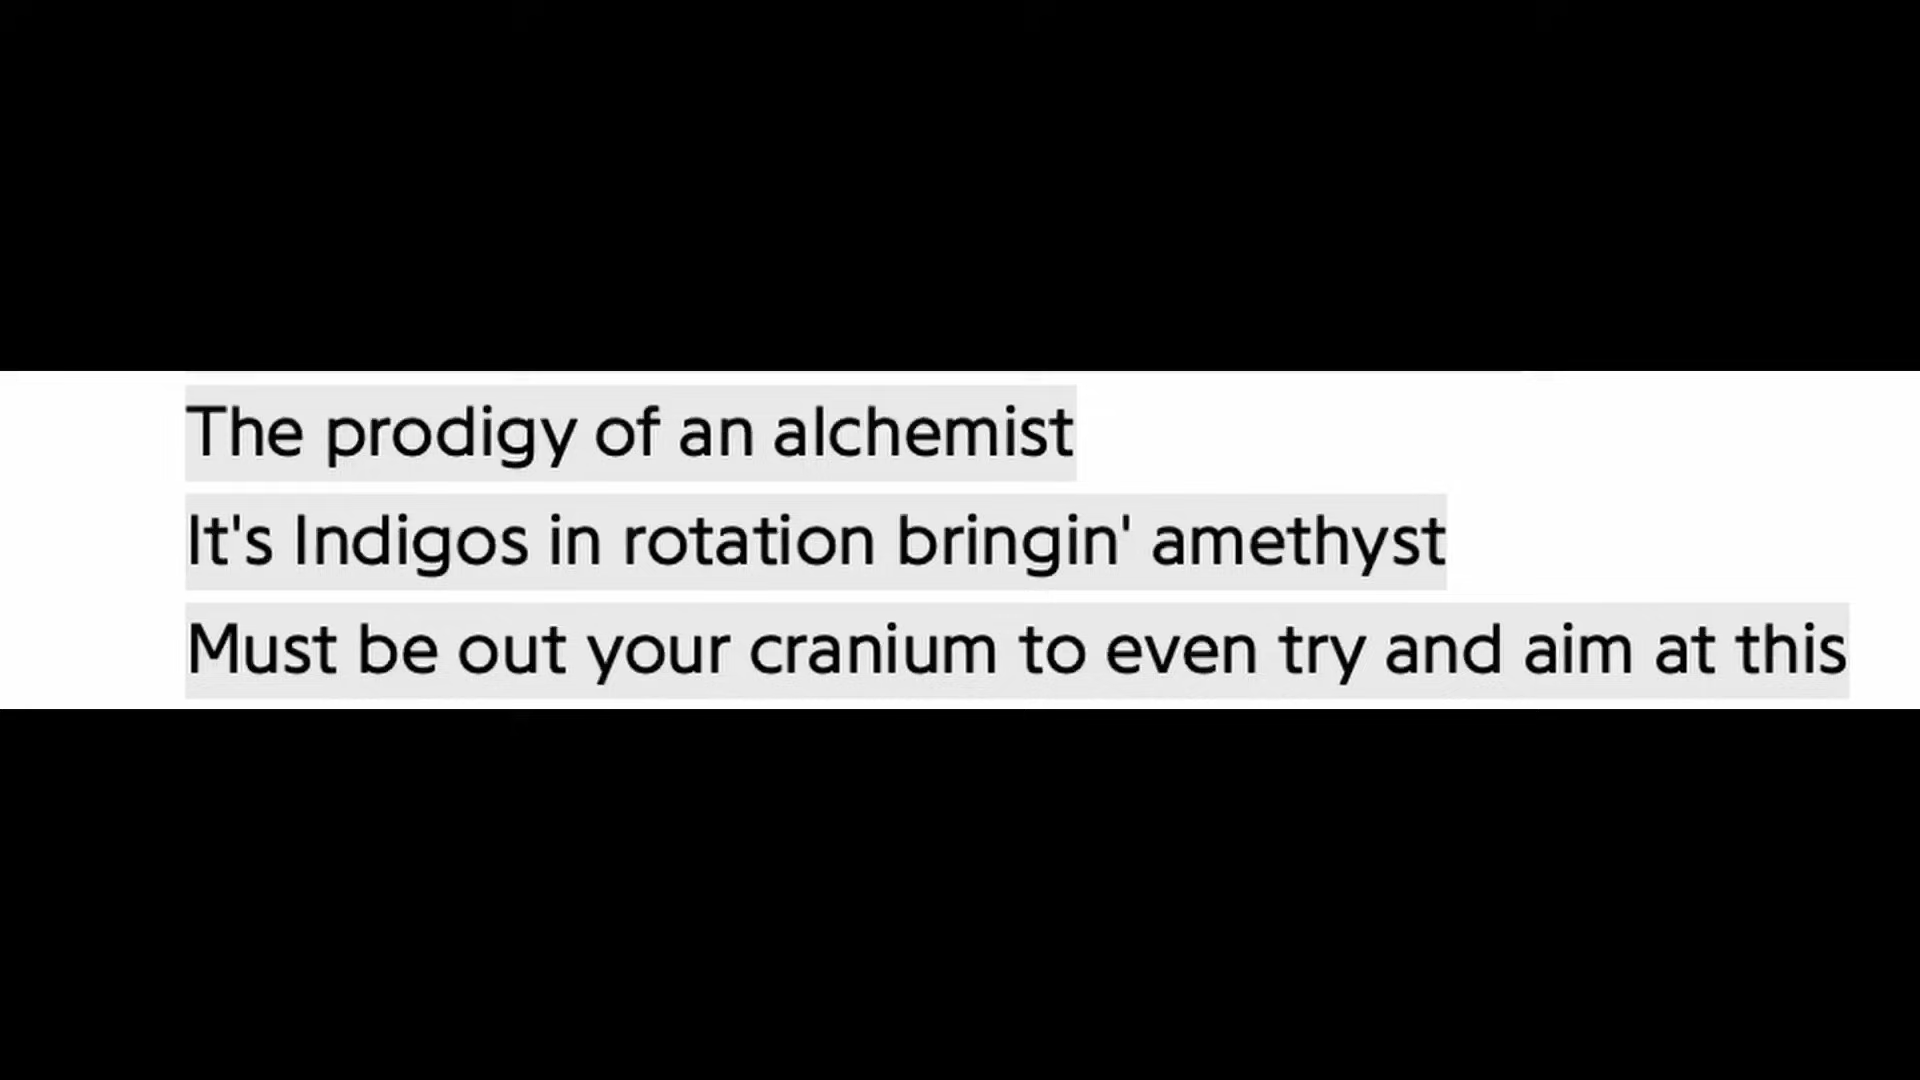 The prodigy of an alchemist
It's Indigos in rotation bringin' amethyst
Must be out your cranium to even try and aim at this